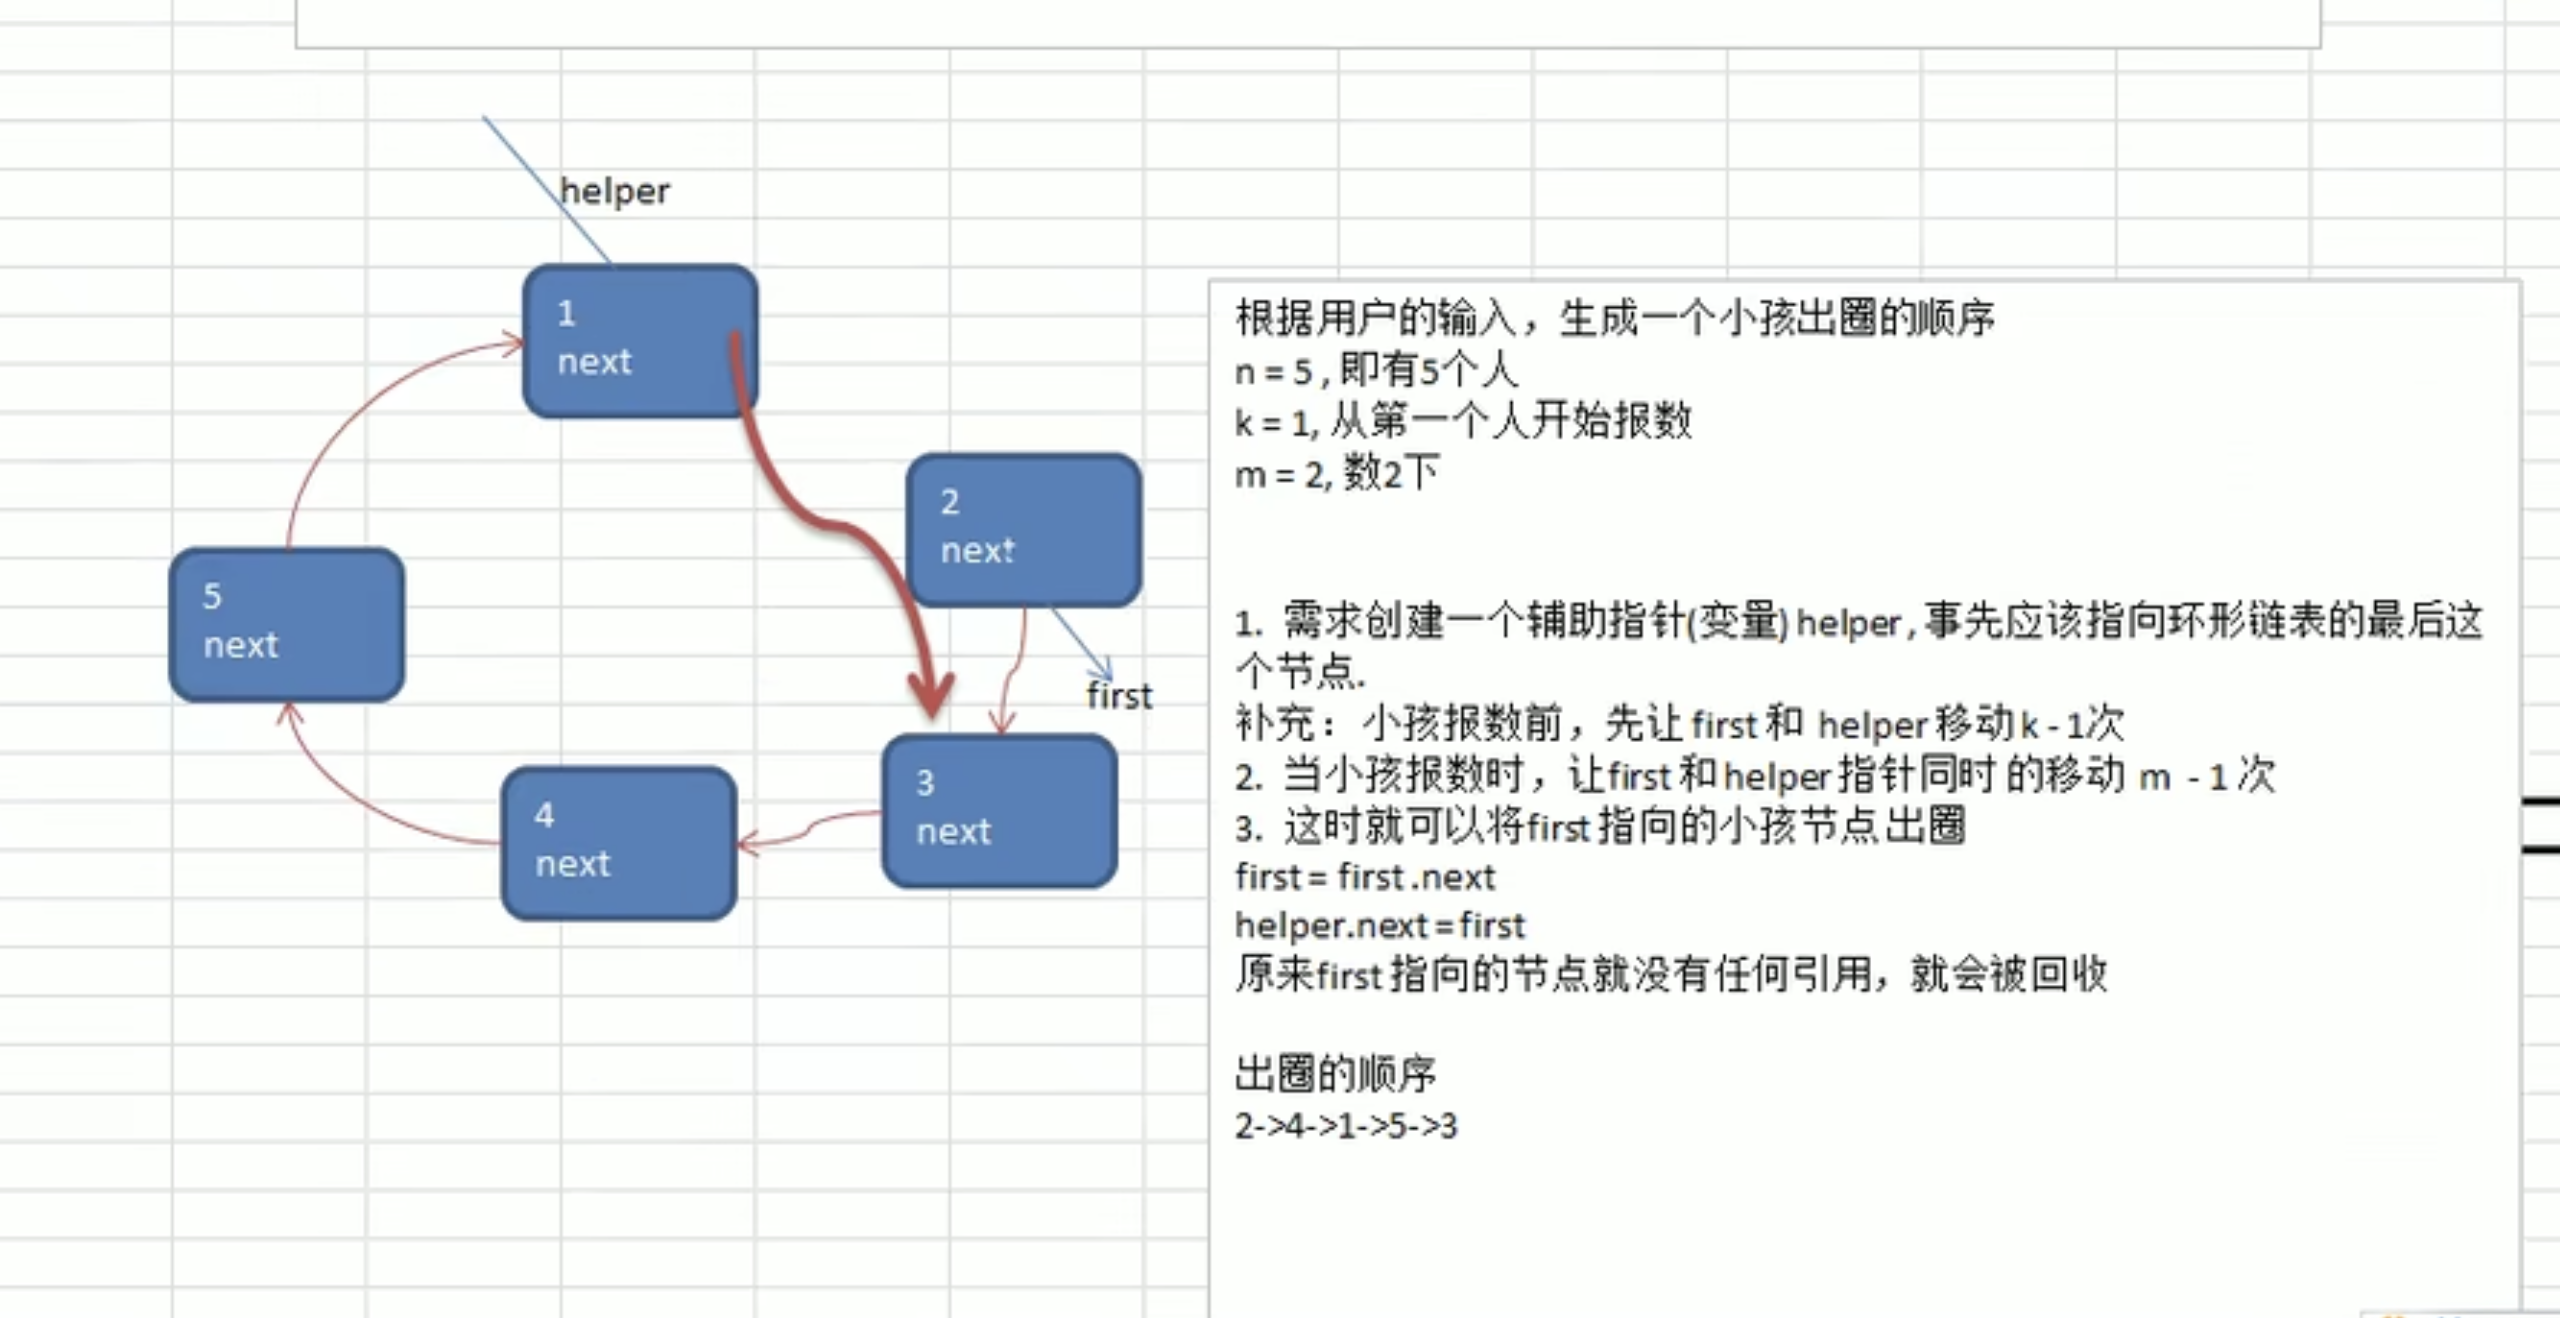 helper
1
next
2
next
5
next
first
3
next
4
next
根据用户的输入，生成一个小孩出圈的顺序
n = 5 , 即有5个人
k = 1, 从第一个人开始报数
m = 2, 数2下
1. 需求创建一个辅助指针(变量) helper , 事先应该指向环形链表的最后这
个节点.
补充： 小孩报数前，先让 first 和 helper 移动 k - 1次
2. 当小孩报数时，让first 和 helper 指针同时 的移动 m - 1 次
3. 这时就可以将first 指向的小孩节点 出圈
first = first .next
helper.next = first
原来first 指向的节点就没有任何引用，就会被回收
出圈的顺序
2->4->1->5->3